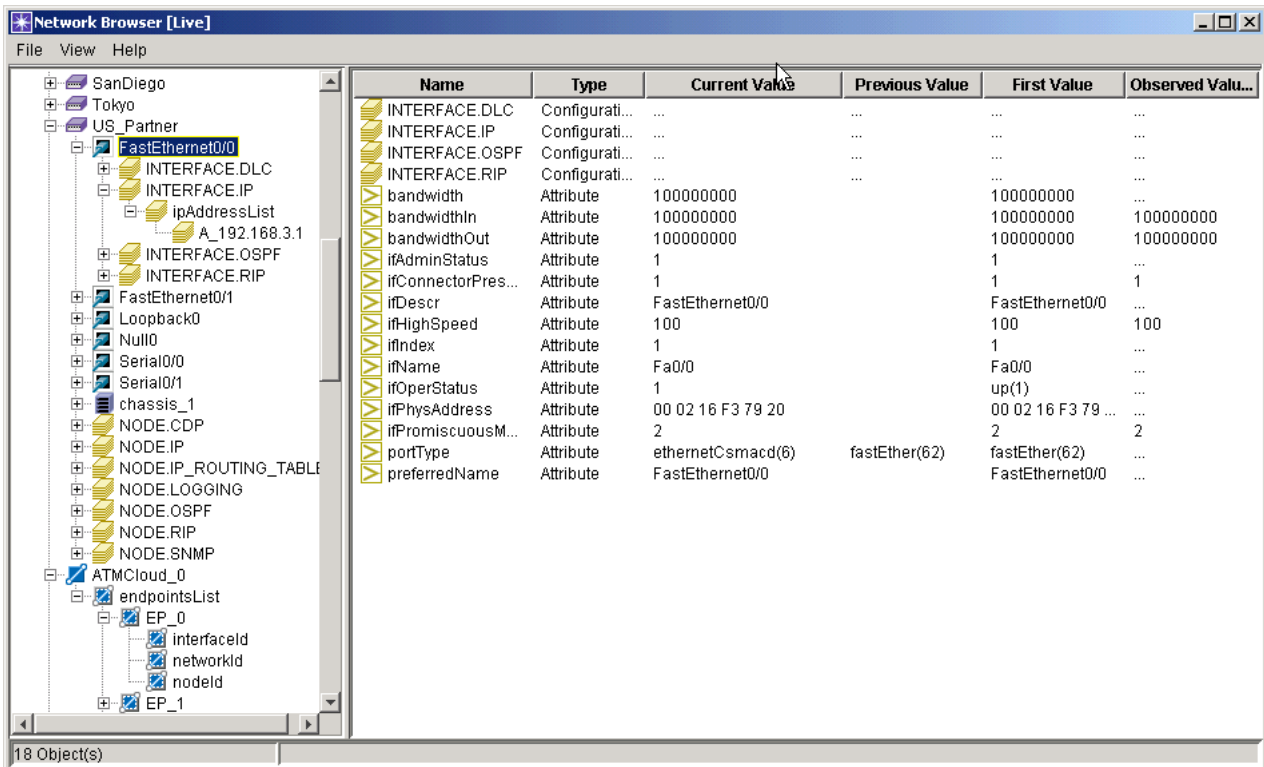 Network Browser [Live]
File View Help
SanDiego
Tokyo
US_Partner
FastEthernet0/0
INTERFACE.DLC
INTERFACE.IP
ipAddressList
A_192.168.3.1
INTERFACE.OSPF
INTERFACE.RIP
FastEthernet0/1
Loopback0
Null0
Serial0/0
Serial0/1
chassis_1
NODE.CDP
NODE.IP
NODE.IP_ROUTING_TABLE
NODE.LOGGING
NODE.OSPF
NODE.RIP
NODE.SNMP
ATMCloud_0
endpointsList
EP_0
interfaceId
networkId
nodeId
EP_1
Name Type Current Value Previous Value First Value Observed Valu...
INTERFACE.DLC Configurati... ... ... ... ...
INTERFACE.IP Configurati... ... ... ... ...
INTERFACE.OSPF Configurati... ... ... ... ...
INTERFACE.RIP Configurati... ... ... ... ...
bandwidth Attribute 100000000 100000000 ...
bandwidthIn Attribute 100000000 100000000 100000000
bandwidthOut Attribute 100000000 100000000 100000000
ifAdminStatus Attribute 1 1 ...
ifConnectorPres... Attribute 1 1 1
ifDescr Attribute FastEthernet0/0 FastEthernet0/0 ...
ifHighSpeed Attribute 100 100 100
ifIndex Attribute 1 1 ...
ifName Attribute Fa0/0 Fa0/0 ...
ifOperStatus Attribute 1 up(1) ...
ifPhysAddress Attribute 00 02 16 F3 79 20 00 02 16 F3 79 ... ...
ifPromiscuousM... Attribute 2 2 2
portType Attribute ethernetCsmacd(6) fastEther(62) fastEther(62) ...
preferredName Attribute FastEthernet0/0 FastEthernet0/0 ...
18 Object(s)